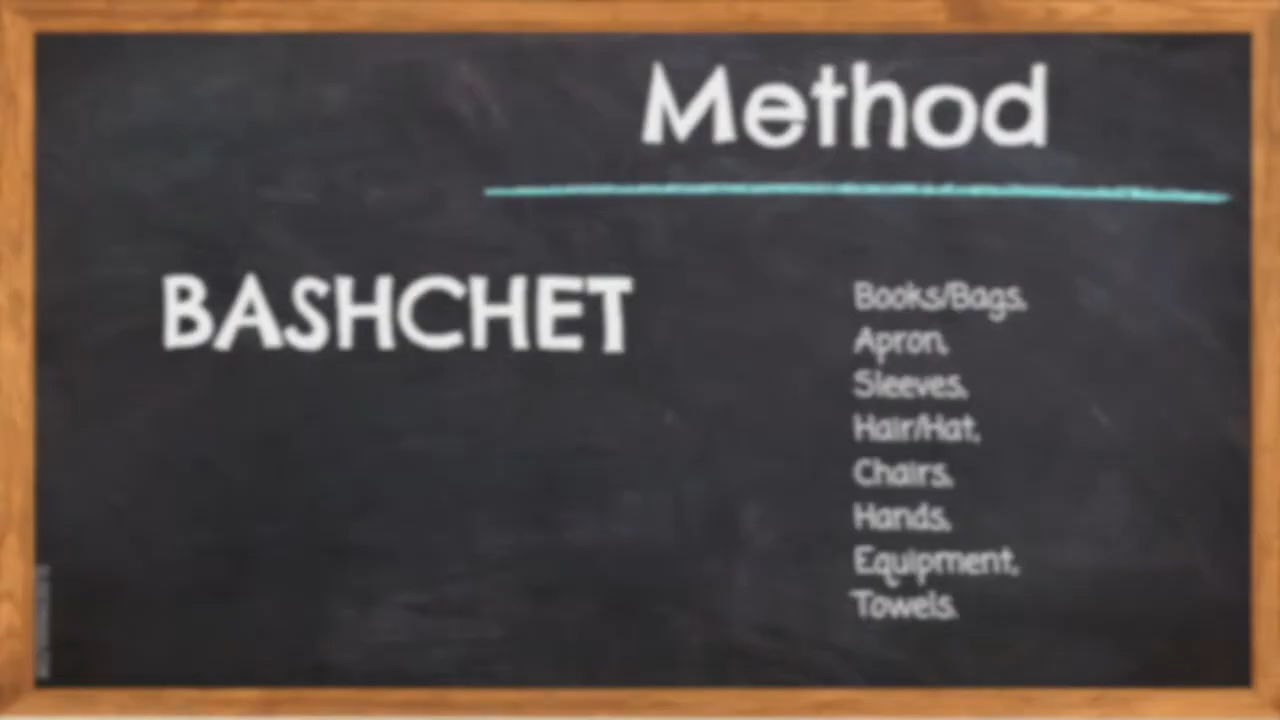 Method
BASHCHET
Books/Bags,
Apron,
Sleeves,
Hair/Hat,
Chairs,
Hands,
Equipment,
Towels.